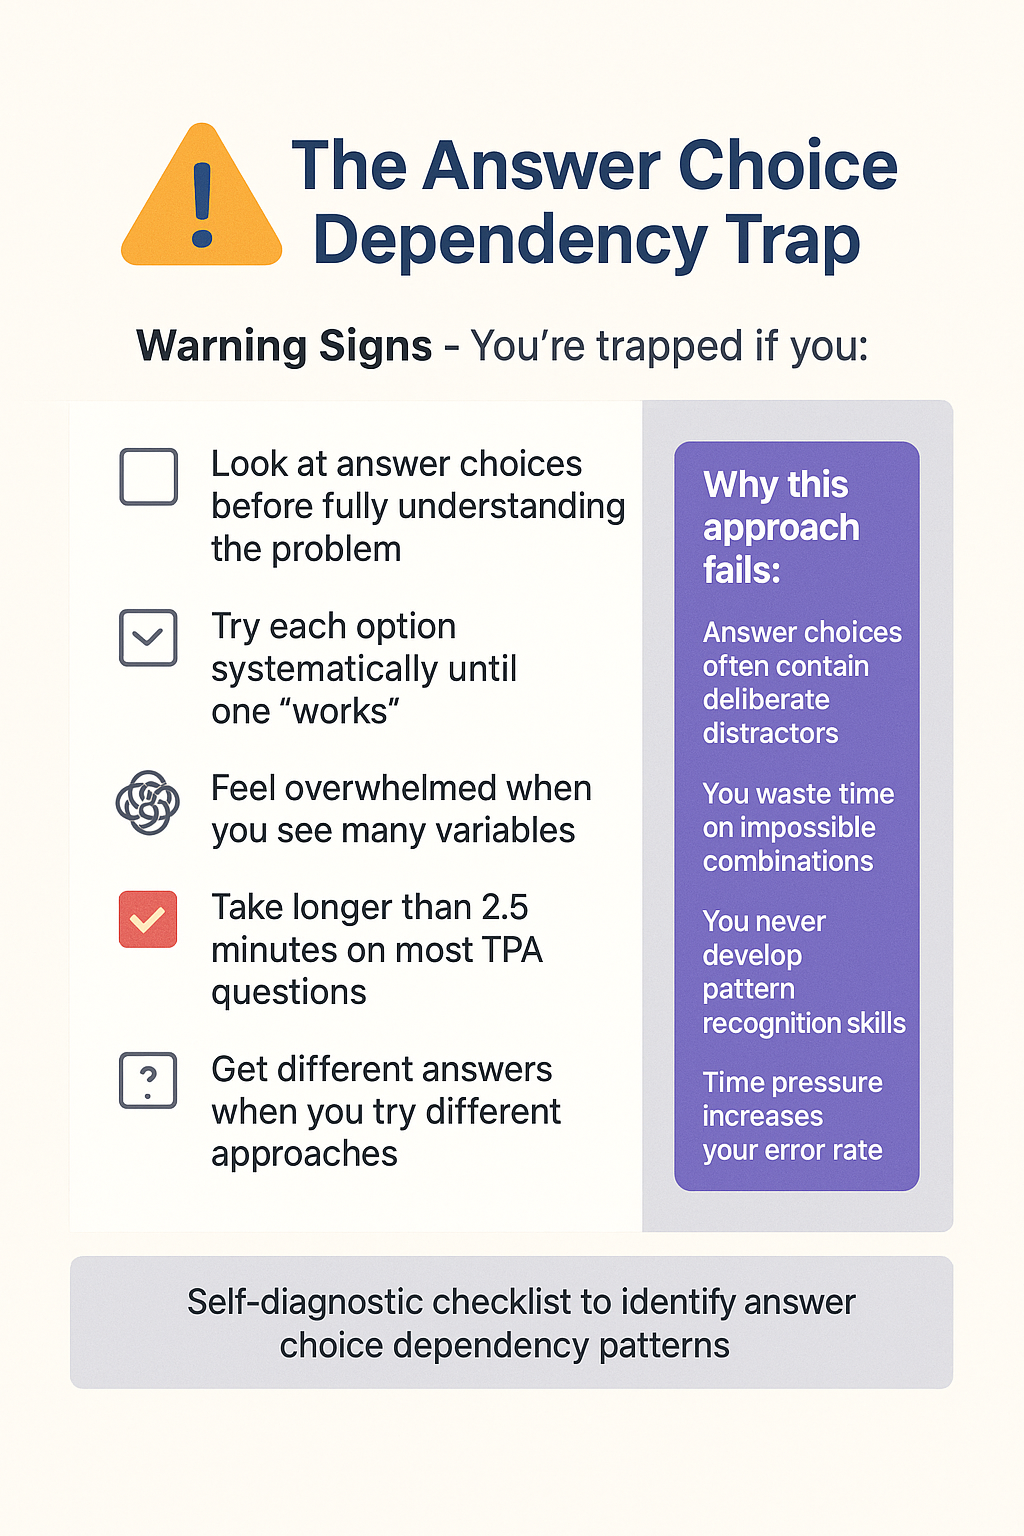 The Answer Choice
Dependency Trap
Warning Signs - You're trapped if you:
Look at answer choices
before fully understanding
the problem
Try each option
systematically until
one “works”
Feel overwhelmed when
you see many variables
Take longer than 2.5
minutes on most TPA
questions
Get different answers
when you try different
approaches
Why this
approach
fails:
Answer choices
often contain
deliberate
distractors
You waste time
on impossible
combinations
You never
develop
pattern
recognition skills
Time pressure
increases
your error rate
Self-diagnostic checklist to identify answer
choice dependency patterns